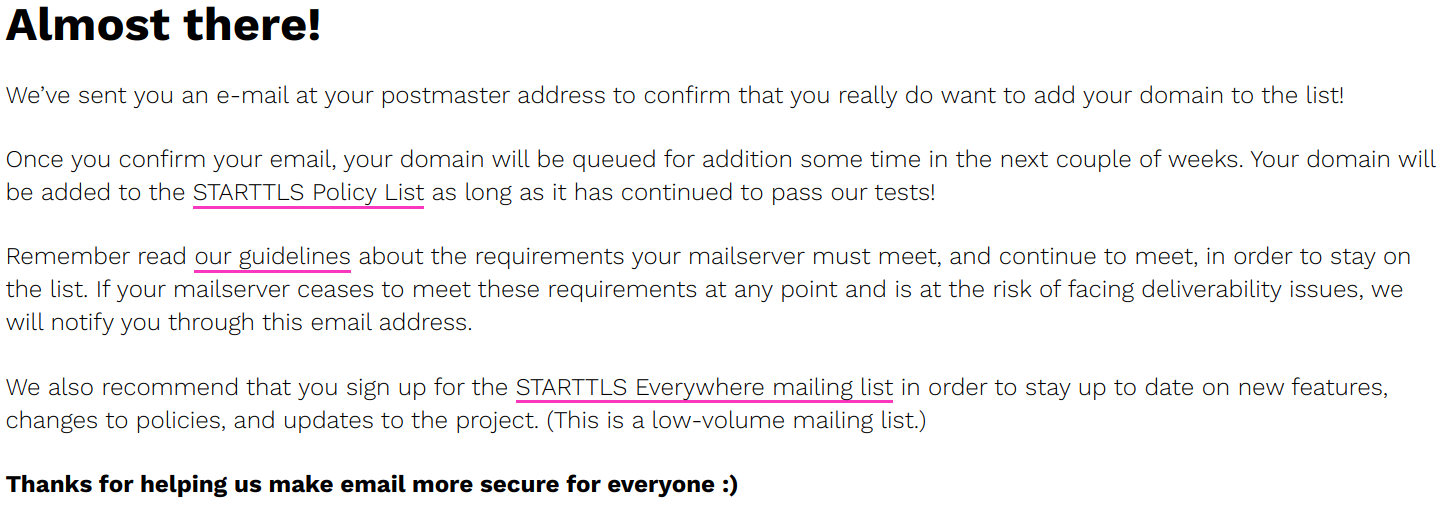 Almost there!
We’ve sent you an e-mail at your postmaster address to confirm that you really do want to add your domain to the list!
Once you confirm your email, your domain will be queued for addition some time in the next couple of weeks. Your domain will
be added to the STARTTLS Policy List as long as it has continued to pass our tests!
Remember read our guidelines about the requirements your mailserver must meet, and continue to meet, in order to stay on
the list. If your mailserver ceases to meet these requirements at any point and is at the risk of facing deliverability issues, we
will notify you through this email address.
We also recommend that you sign up for the STARTTLS Everywhere mailing list in order to stay up to date on new features,
changes to policies, and updates to the project. (This is a low-volume mailing list.)
Thanks for helping us make email more secure for everyone :)